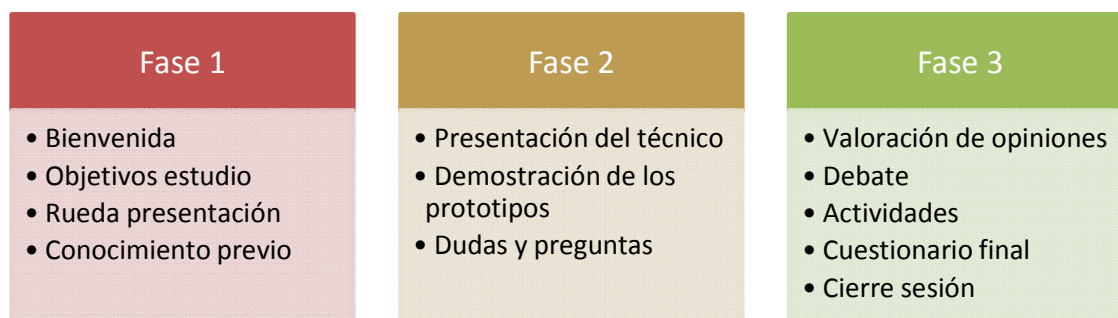 Fase 1
• Bienvenida
• Objetivos estudio
• Rueda presentación
• Conocimiento previo
Fase 2
• Presentación del técnico
• Demostración de los
prototipos
• Dudas y preguntas
Fase 3
• Valoración de opiniones
• Debate
• Actividades
• Cuestionario final
• Cierre sesión